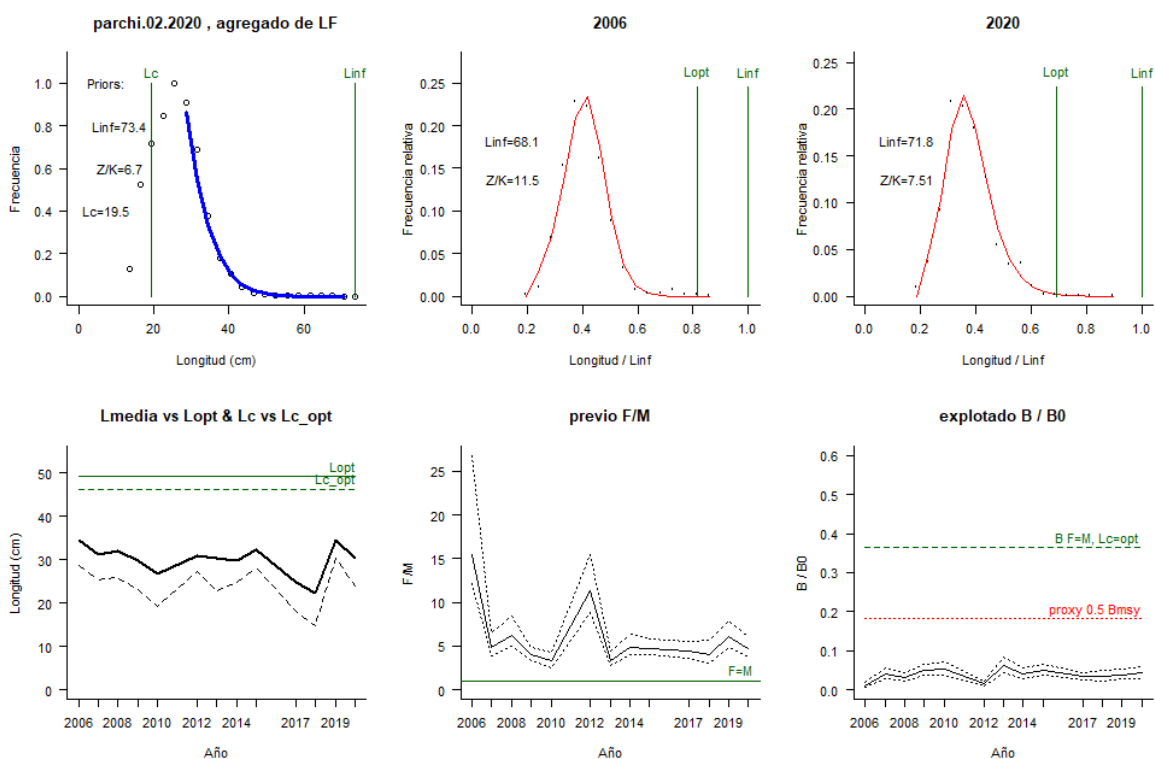 parchi.02.2020 , agregado de LF
Frecuencia
1.0
0.8
0.6
0.4
0.2
0.0
Priors:
Lc
Linf
Linf=73.4
Z/K=6.7
Lc=19.5
0 20 40 60
Longitud (cm)
2006
Frecuencia relativa
0.25
0.20
0.15
0.10
0.05
0.00
Lopt
Linf
Linf=68.1
Z/K=11.5
0.0 0.2 0.4 0.6 0.8 1.0
Longitud / Linf
2020
Frecuencia relativa
0.25
0.20
0.15
0.10
0.05
0.00
Lopt
Linf
Linf=71.8
Z/K=7.51
0.0 0.2 0.4 0.6 0.8 1.0
Longitud / Linf
Lmedia vs Lopt & Lc vs Lc_opt
Longitud (cm)
50
40
30
20
10
0
Lopt
Lc_opt
2006 2008 2010 2012 2014 2017 2019
Año
previo F/M
F/M
25
20
15
10
5
0
F=M
2006 2008 2010 2012 2014 2017 2019
Año
explotado B / B0
B / B0
0.6
0.5
0.4
0.3
0.2
0.1
0.0
B F=M, Lc=opt
proxy 0.5 Bmsy
2006 2008 2010 2012 2014 2017 2019
Año